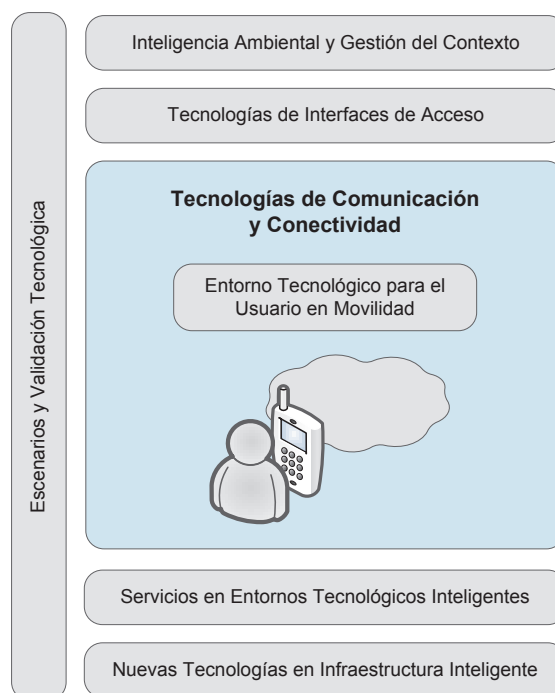 Escenarios y Validación Tecnológica
Inteligencia Ambiental y Gestión del Contexto
Tecnologías de Interfaces de Acceso
Tecnologías de Comunicación
y Conectividad
Entorno Tecnológico para el
Usuario en Movilidad
Servicios en Entornos Tecnológicos Inteligentes
Nuevas Tecnologías en Infraestructura Inteligente